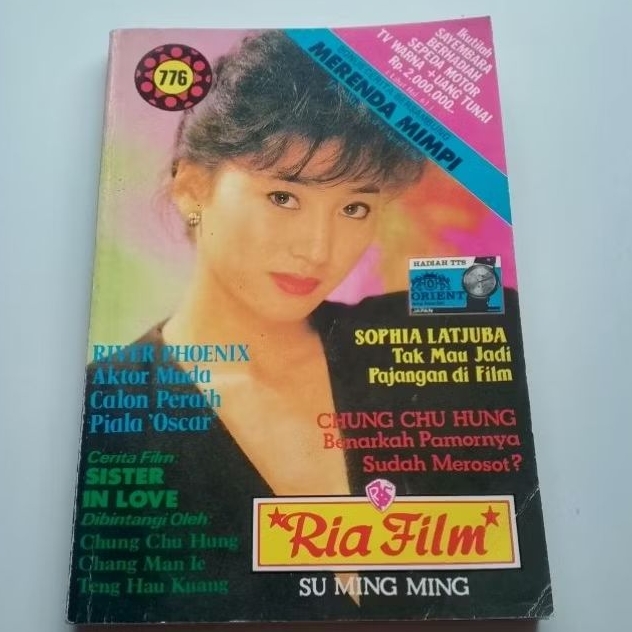 776
Ikutilah
SAYEMBARA
BERHADIAH
SEPEDA MOTOR
TV WARNA + UANG TUNAI
Rp. 2.000.000,-
MERENDA MIMPI
HADIAH TTS
ORIENT
JAPAN
SOPHIA LATJUBA
Tak Mau Jadi
Pajangan di Film
RIVER PHOENIX
Aktor Muda
Calon Peraih
Piala 'Oscar'
CHUNG CHU HUNG
Benarkah Pamornya
Sudah Merosot?
Cerita Film:
SISTER
IN LOVE
Dibintangi Oleh:
Chung Chu Hung
Chang Man Ie
Teng Hau Kuang
Ria Film
SU MING MING